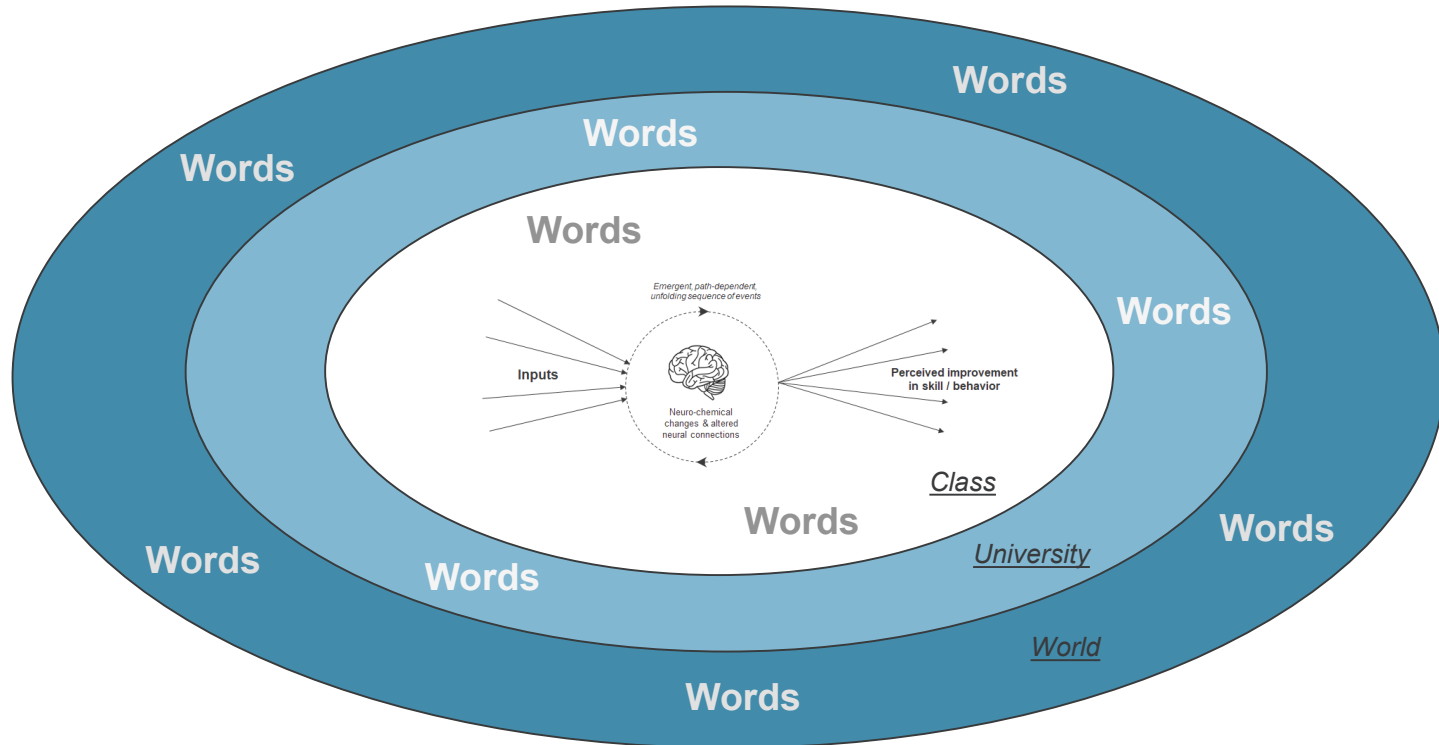 Words
Words
Words
Words
Emergent, path-dependent,
unfolding sequence of events
Words
Inputs
Perceived improvement
in skill / behavior
Neuro-chemical
changes & altered
neural connections
Class
Words
Words
University
Words
Words
World
Words